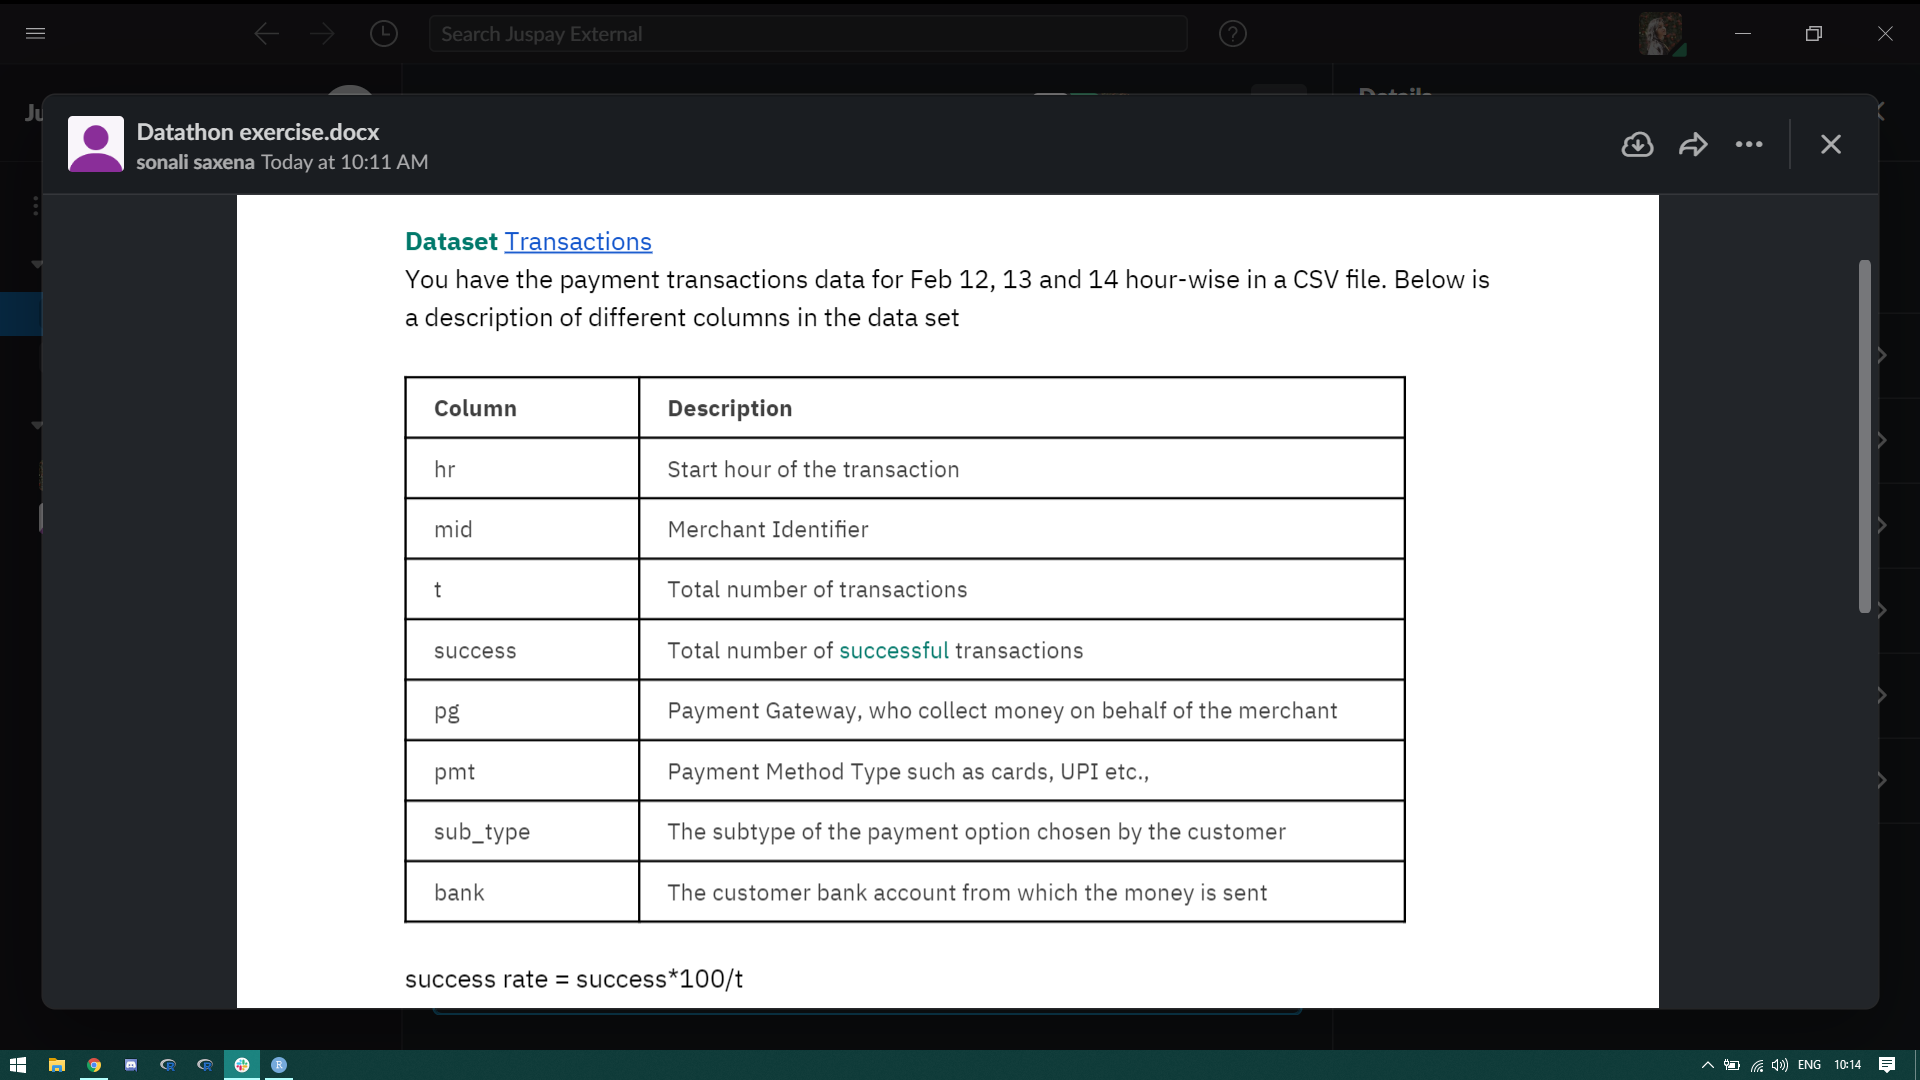 Search Juspay External
Datathon exercise.docx
sonali saxena Today at 10:11 AM
Dataset Transactions
You have the payment transactions data for Feb 12, 13 and 14 hour-wise in a CSV file. Below is
a description of different columns in the data set
Column Description
hr Start hour of the transaction
mid Merchant Identifier
t Total number of transactions
success Total number of successful transactions
pg Payment Gateway, who collect money on behalf of the merchant
pmt Payment Method Type such as cards, UPI etc.,
sub_type The subtype of the payment option chosen by the customer
bank The customer bank account from which the money is sent
success rate = success*100/t
ENG 10:14